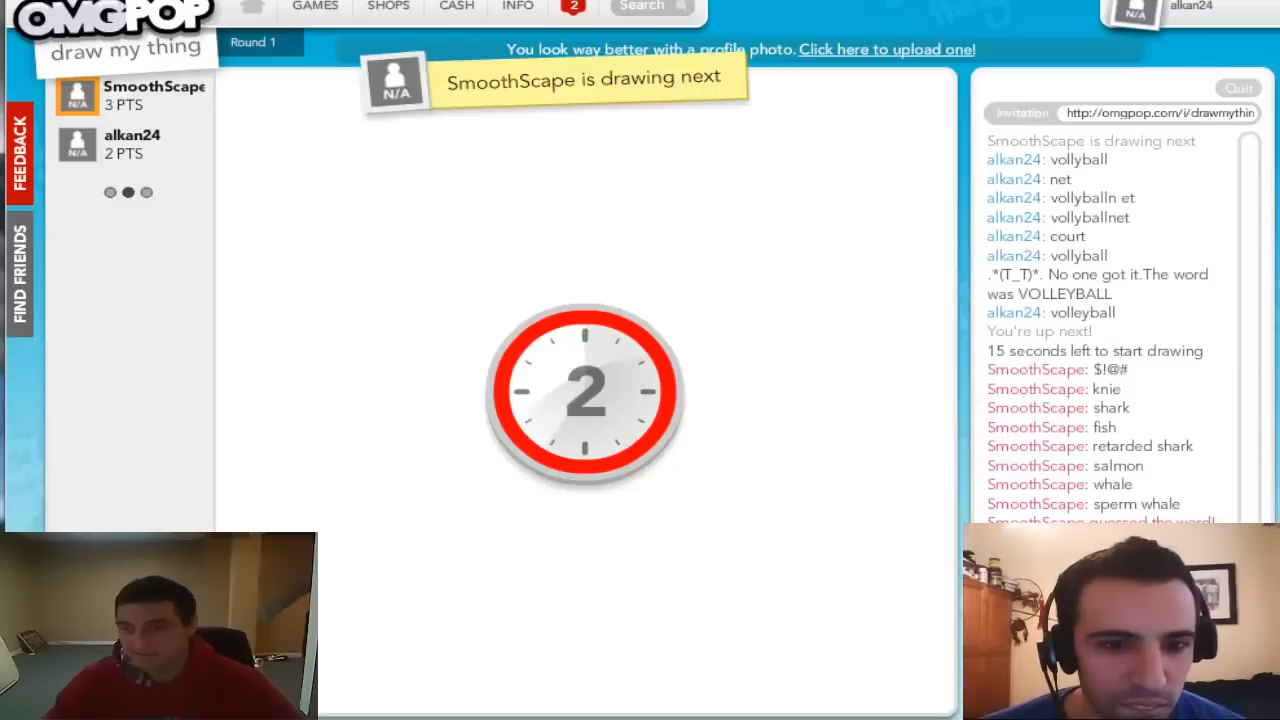 OMGPOP
GAMES SHOPS CASH INFO 2 Search
N/A alkan24
draw my thing
Round 1
You look way better with a profile photo. Click here to upload one!
N/A SmoothScape is drawing next
N/A SmoothScape
3 PTS
N/A alkan24
2 PTS
FEEDBACK
FIND FRIENDS
2
Quit
Invitation http://omgpop.com/i/drawmythin
SmoothScape is drawing next
alkan24: vollyball
alkan24: net
alkan24: vollyballn et
alkan24: vollyballnet
alkan24: court
alkan24: vollyball
.*(T_T)*. No one got it.The word
was VOLLEYBALL
alkan24: volleyball
You're up next!
15 seconds left to start drawing
SmoothScape: $!@#
SmoothScape: knie
SmoothScape: shark
SmoothScape: fish
SmoothScape: retarded shark
SmoothScape: salmon
SmoothScape: whale
SmoothScape: sperm whale
SmoothScape guessed the word!